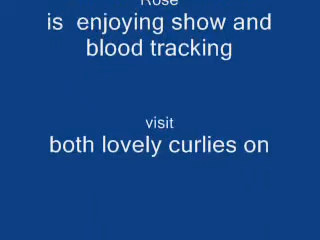 Rose
is  enjoying show and
blood tracking
visit
both lovely curlies on